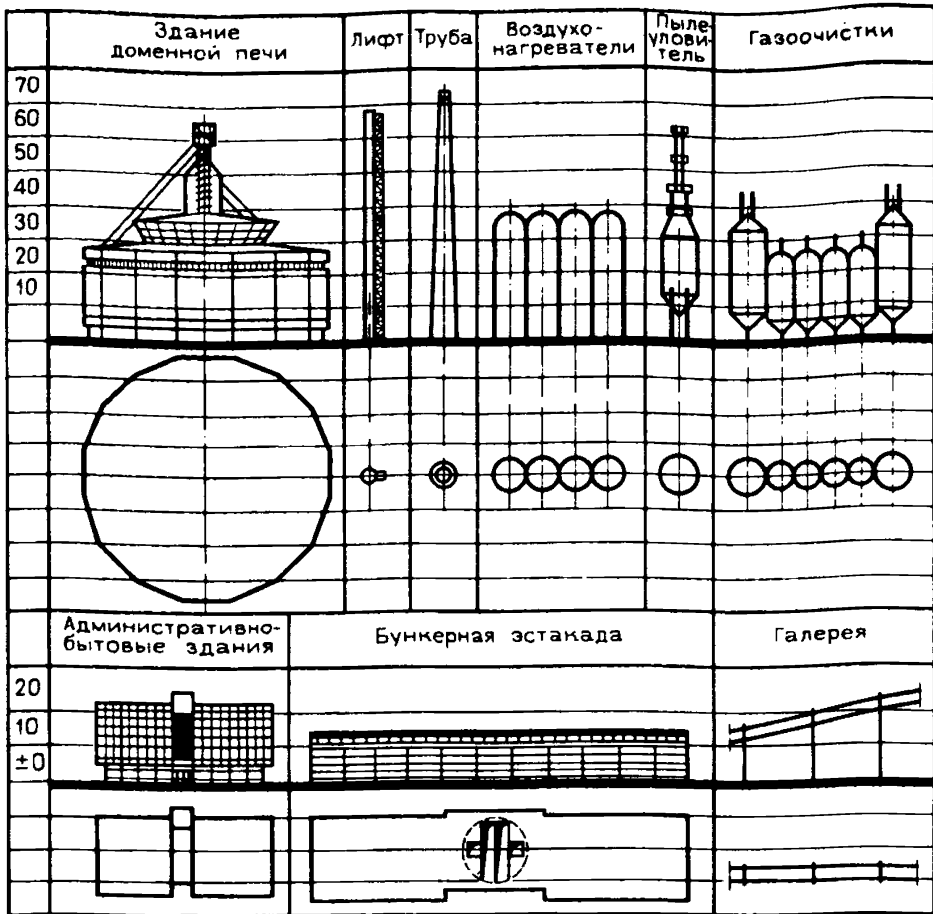 Здание
доменной печи
Лифт
Труба
Воздухо-
нагреватели
Пыле-
улови-
тель
Газоочистки
70
60
50
40
30
20
10
Административно-
бытовые здания
Бункерная эстакада
Галерея
20
10
±0